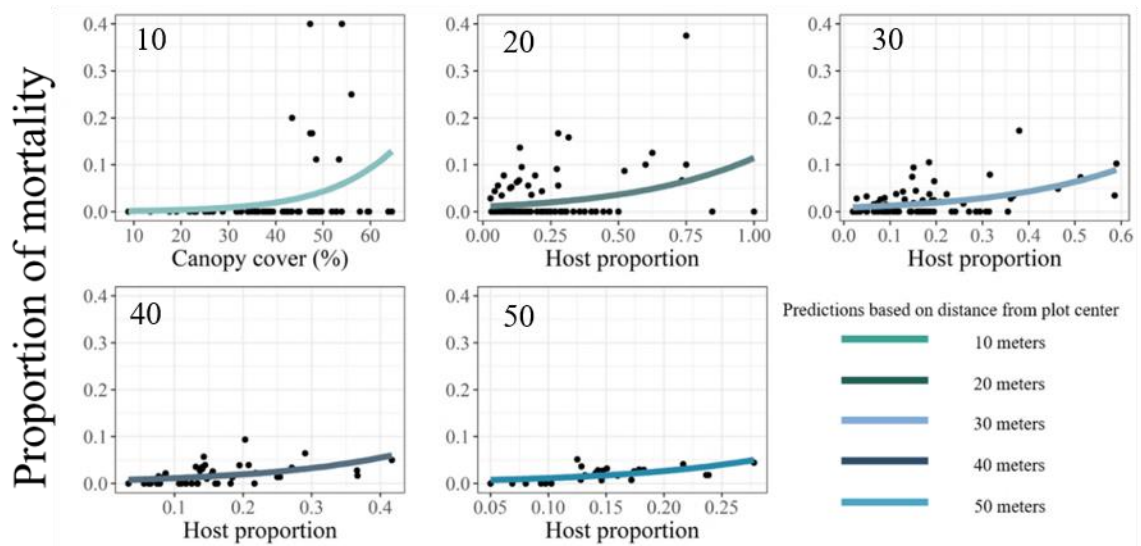 Proportion of mortality
10
0.4
0.3
0.2
0.1
0.0
10 20 30 40 50 60
Canopy cover (%)
20
0.4
0.3
0.2
0.1
0.0
0.00 0.25 0.50 0.75 1.00
Host proportion
30
0.4
0.3
0.2
0.1
0.0
0.0 0.1 0.2 0.3 0.4 0.5 0.6
Host proportion
40
0.4
0.3
0.2
0.1
0.0
0.1 0.2 0.3 0.4
Host proportion
50
0.4
0.3
0.2
0.1
0.0
0.05 0.10 0.15 0.20 0.25
Host proportion
Predictions based on distance from plot center
10 meters
20 meters
30 meters
40 meters
50 meters